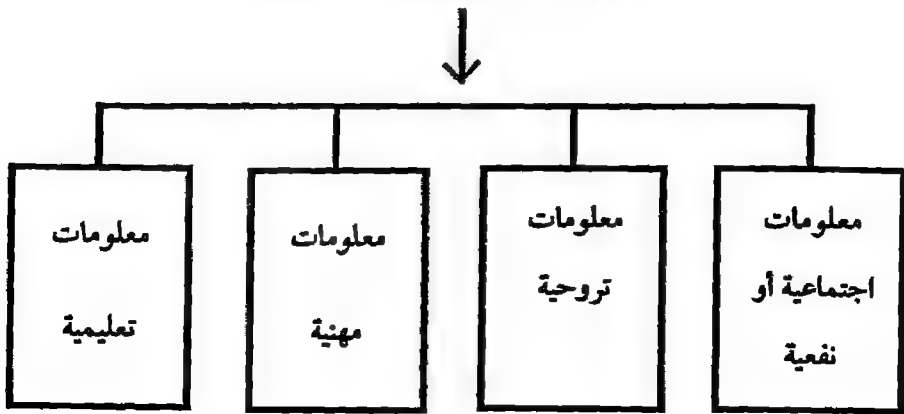 معلومات
اجتماعية أو
نفعية
معلومات
تروحية
معلومات
مهنية
معلومات
تعليمية